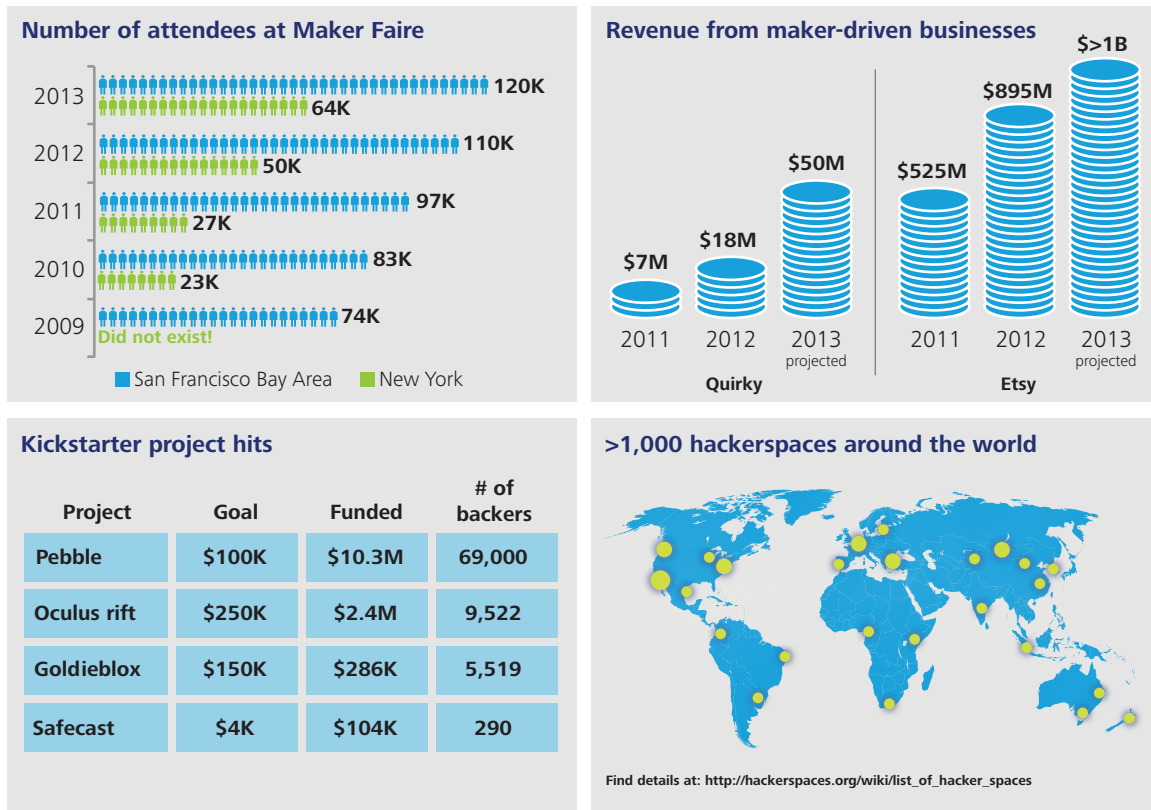 Number of attendees at Maker Faire
2013
120K
64K
2012
110K
50K
2011
97K
27K
2010
83K
23K
2009
74K
Did not exist!
San Francisco Bay Area New York
Revenue from maker-driven businesses
$7M
$18M
$50M
$525M
$895M
$>1B
2011 2012 2013 2011 2012 2013
projected projected
Quirky Etsy
Kickstarter project hits
Project Goal Funded # of
backers
Pebble $100K $10.3M 69,000
Oculus rift $250K $2.4M 9,522
Goldieblox $150K $286K 5,519
Safecast $4K $104K 290
>1,000 hackerspaces around the world
Find details at: http://hackerspaces.org/wiki/list_of_hacker_spaces